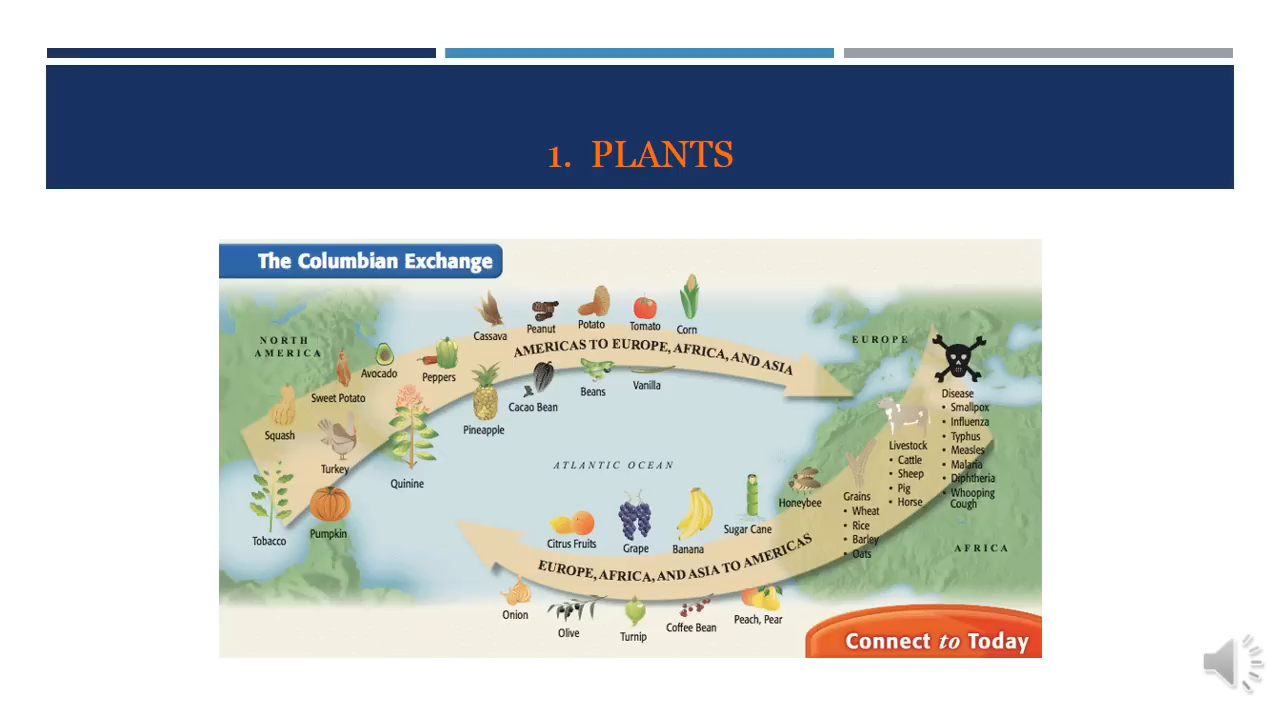 1. PLANTS
The Columbian Exchange
NORTH
AMERICA
EUROPE
AFRICA
ATLANTIC OCEAN
AMERICAS TO EUROPE, AFRICA, AND ASIA
Cassava
Peanut
Potato
Tomato
Corn
Avocado
Peppers
Sweet Potato
Squash
Turkey
Quinine
Pineapple
Cacao Bean
Beans
Vanilla
Tobacco
Pumpkin
EUROPE, AFRICA, AND ASIA TO AMERICAS
Citrus Fruits
Grape
Banana
Sugar Cane
Honeybee
Grains
• Wheat
• Rice
• Barley
• Oats
Livestock
• Cattle
• Sheep
• Pig
• Horse
Disease
• Smallpox
• Influenza
• Typhus
• Measles
• Malaria
• Diphtheria
• Whooping
Cough
Onion
Olive
Turnip
Coffee Bean
Peach, Pear
Connect to Today